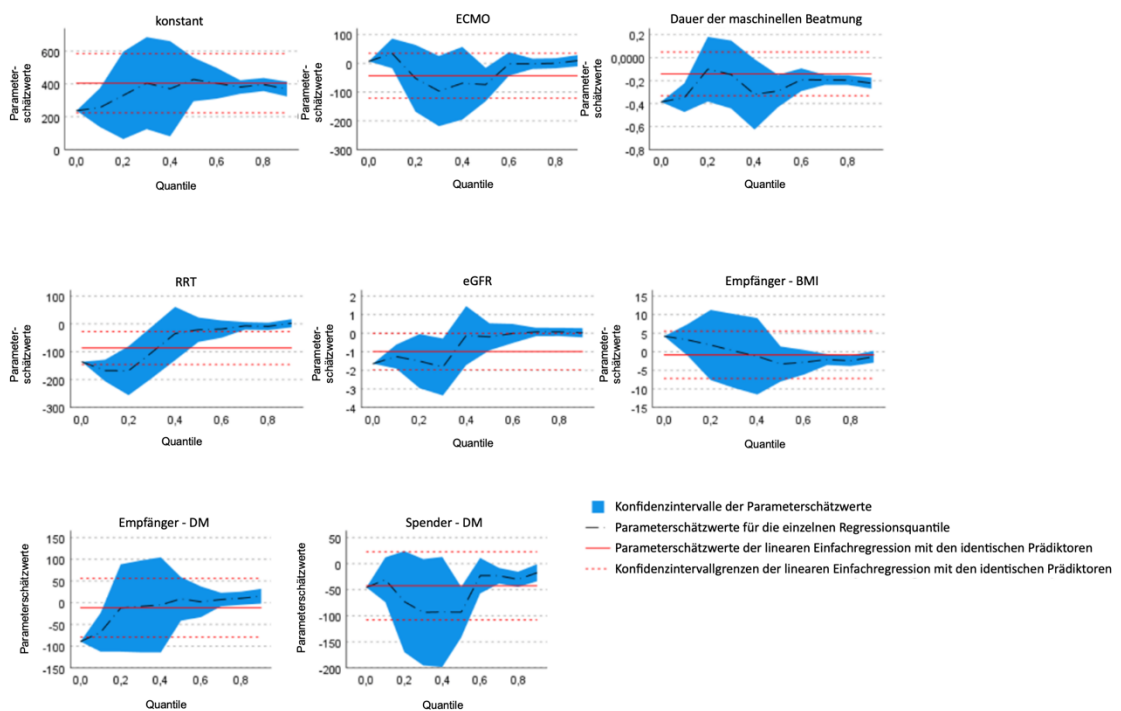 konstant
Parameter-
schätzwerte
600
400
200
0
0,0 0,2 0,4 0,6 0,8
Quantile
ECMO
Parameter-
schätzwerte
100
0
-100
-200
-300
0,0 0,2 0,4 0,6 0,8
Quantile
Dauer der maschinellen Beatmung
Parameter-
schätzwerte
0,2
0,0000
-0,2
-0,4
-0,6
-0,8
0,0 0,2 0,4 0,6 0,8
Quantile
RRT
Parameter-
schätzwerte
100
0
-100
-200
-300
0,0 0,2 0,4 0,6 0,8
Quantile
eGFR
Parameter-
schätzwerte
2
1
0
-1
-2
-3
-4
0,0 0,2 0,4 0,6 0,8
Quantile
Empfänger - BMI
Parameter-
schätzwerte
15
10
5
0
-5
-10
-15
0,0 0,2 0,4 0,6 0,8
Quantile
Empfänger - DM
Parameterschätzwerte
150
100
50
0
-50
-100
-150
0,0 0,2 0,4 0,6 0,8
Quantile
Spender - DM
Parameterschätzwerte
50
0
-50
-100
-150
-200
0,0 0,2 0,4 0,6 0,8
Quantile
Konfidenzintervalle der Parameterschätzwerte
Parameterschätzwerte für die einzelnen Regressionsquantile
Parameterschätzwerte der linearen Einfachregression mit den identischen Prädiktoren
Konfidenzintervallgrenzen der linearen Einfachregression mit den identischen Prädiktoren